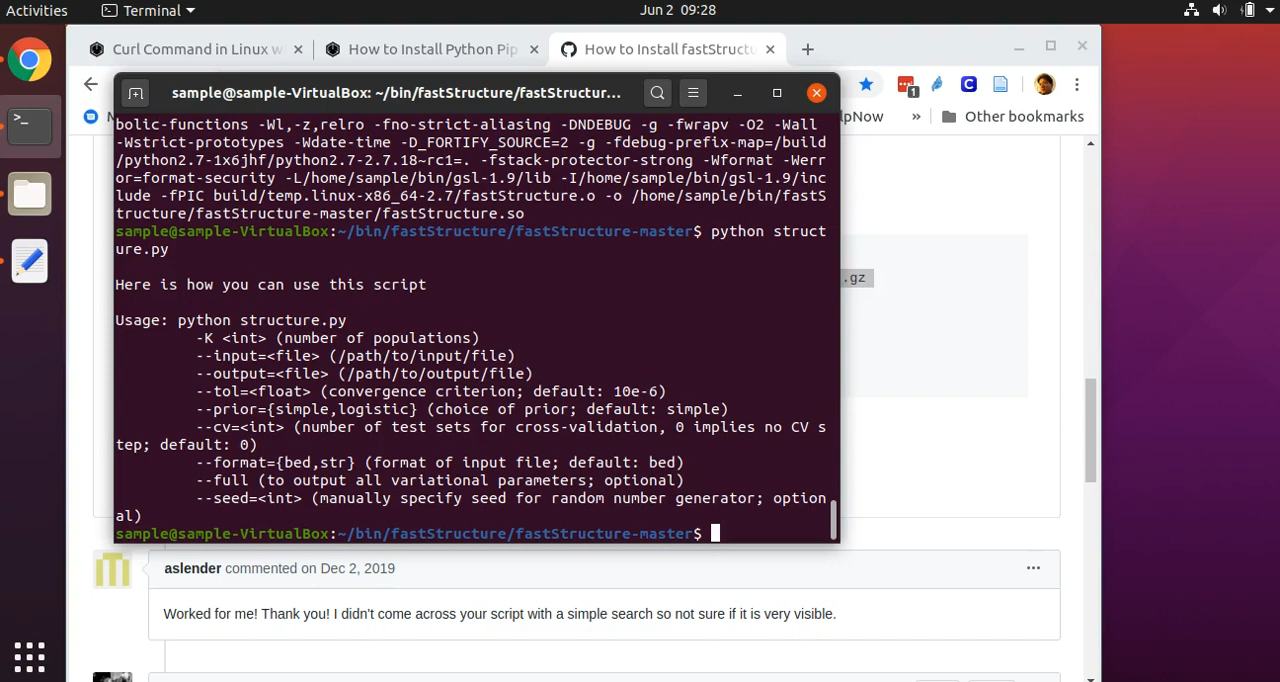 Activities
Terminal
Jun 2 09:28
Curl Command in Linux w
How to Install Python Pip
How to Install fastStructu
sample@sample-VirtualBox: ~/bin/fastStructure/fastStructur...
1
C
lpNow
»
Other bookmarks
bolic-functions -Wl,-z,relro -fno-strict-aliasing -DNDEBUG -g -fwrapv -O2 -Wall
-Wstrict-prototypes -Wdate-time -D_FORTIFY_SOURCE=2 -g -fdebug-prefix-map=/build
/python2.7-1x6jhf/python2.7-2.7.18~rc1=. -fstack-protector-strong -Wformat -Werr
or=format-security -L/home/sample/bin/gsl-1.9/lib -I/home/sample/bin/gsl-1.9/inc
lude -fPIC build/temp.linux-x86_64-2.7/fastStructure.o -o /home/sample/bin/fastS
tructure/fastStructure-master/fastStructure.so
sample@sample-VirtualBox:~/bin/fastStructure/fastStructure-master$ python struct
ure.py
.gz
Here is how you can use this script
Usage: python structure.py
-K <int> (number of populations)
--input=<file> (/path/to/input/file)
--output=<file> (/path/to/output/file)
--tol=<float> (convergence criterion; default: 10e-6)
--prior={simple,logistic} (choice of prior; default: simple)
--cv=<int> (number of test sets for cross-validation, 0 implies no CV s
tep; default: 0)
--format={bed,str} (format of input file; default: bed)
--full (to output all variational parameters; optional)
--seed=<int> (manually specify seed for random number generator; option
al)
sample@sample-VirtualBox:~/bin/fastStructure/fastStructure-master$
aslender commented on Dec 2, 2019
Worked for me! Thank you! I didn't come across your script with a simple search so not sure if it is very visible.